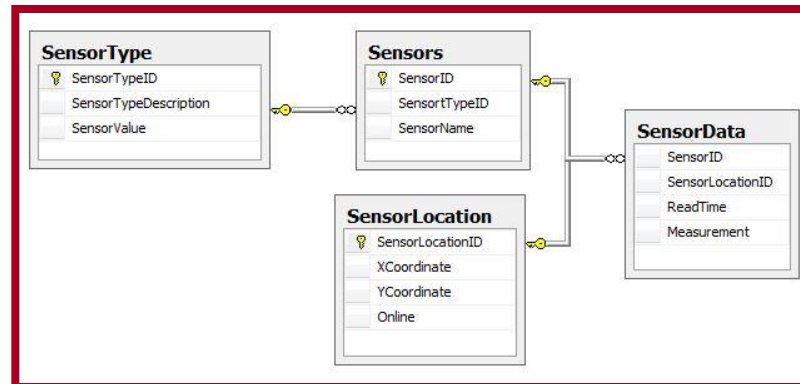 SensorType
SensorTypeID
SensorTypeDescription
SensorValue
Sensors
SensorID
SensortTypeID
SensorName
SensorLocation
SensorLocationID
XCoordinate
YCoordinate
Online
SensorData
SensorID
SensorLocationID
ReadTime
Measurement